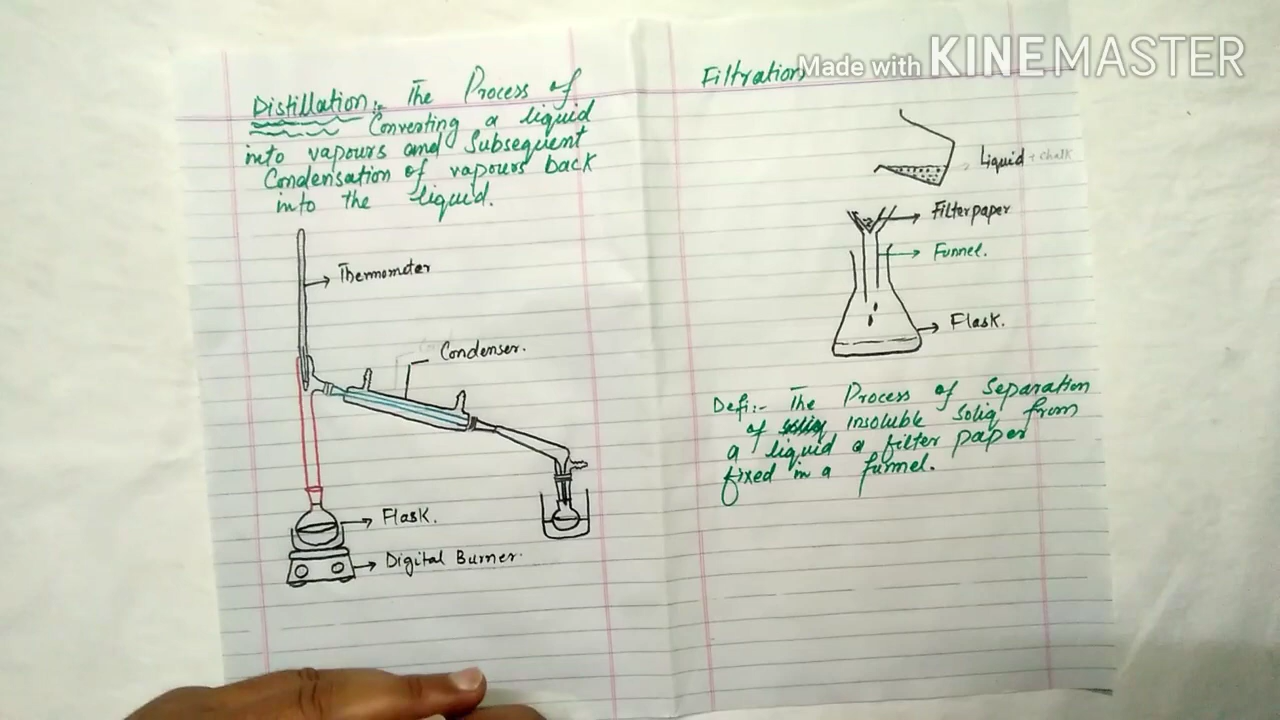 Made with KINEMASTER
Distillation:- The Process of
Converting a liquid
into vapours and Subsequent
Condensation of vapours back
into the liquid.
Thermometer
Condenser.
Flask.
Digital Burner.
Filtration
Liquid + chalk
Filterpaper
Funnel.
Flask.
Defi:- The Process of Separation
of insoluble Soliq from
a liquid a filter paper
fixed in a funnel.